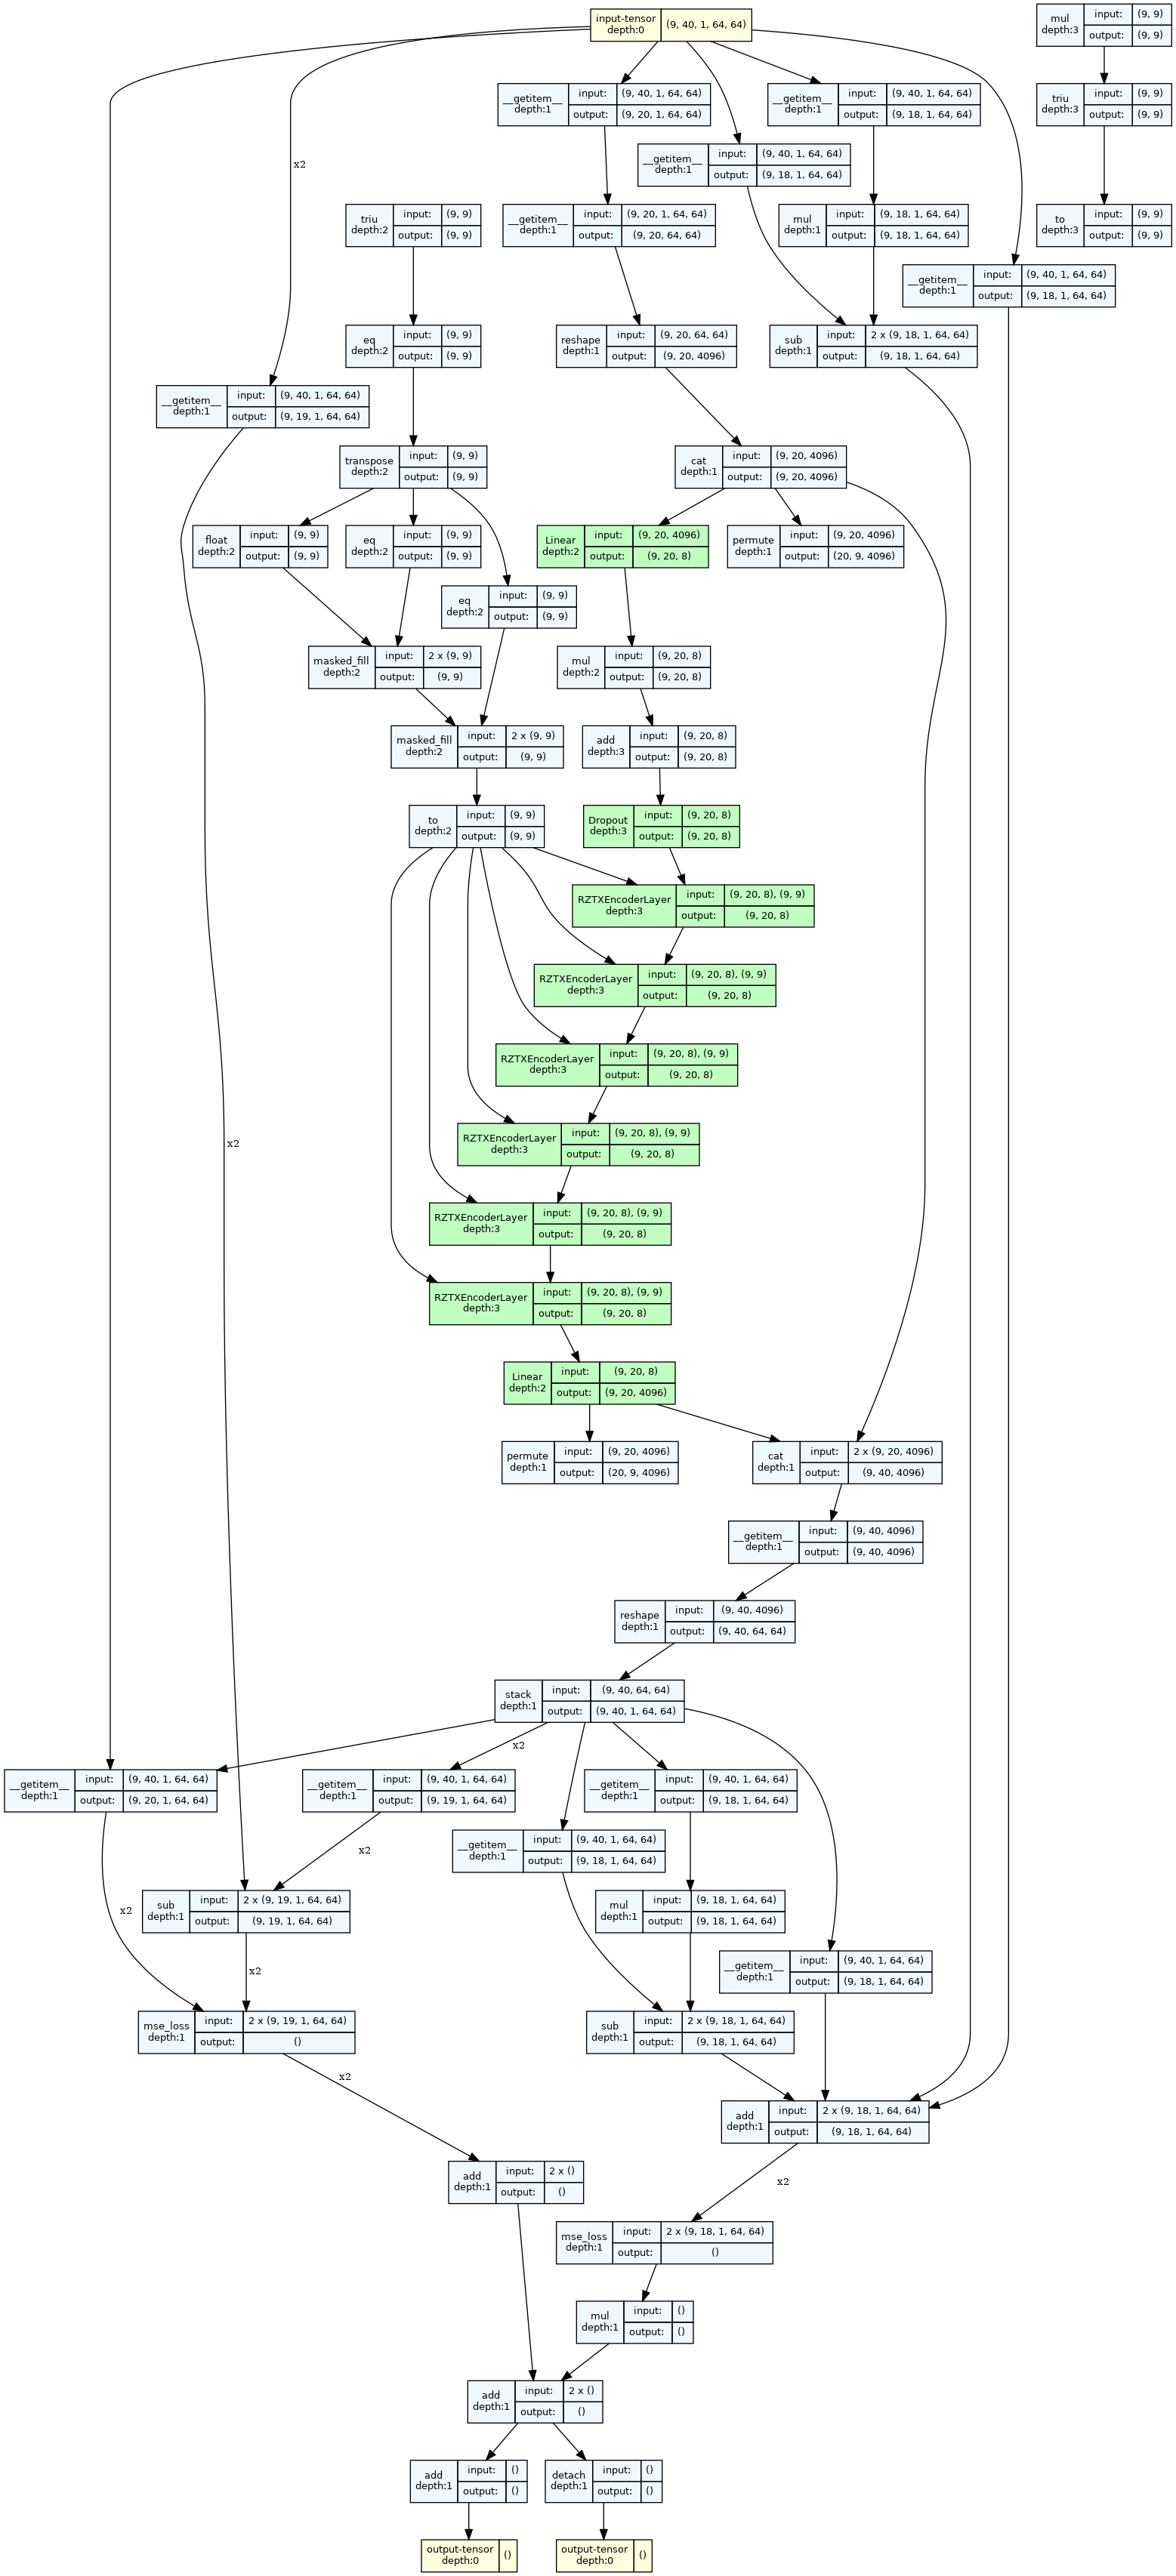 input-tensor
depth:0
(9, 40, 1, 64, 64)
mul
depth:3
input: (9, 9)
output: (9, 9)
__getitem__
depth:1
input: (9, 40, 1, 64, 64)
output: (9, 20, 1, 64, 64)
__getitem__
depth:1
input: (9, 40, 1, 64, 64)
output: (9, 18, 1, 64, 64)
triu
depth:3
input: (9, 9)
output: (9, 9)
x2
__getitem__
depth:1
input: (9, 40, 1, 64, 64)
output: (9, 18, 1, 64, 64)
triu
depth:2
input: (9, 9)
output: (9, 9)
__getitem__
depth:1
input: (9, 20, 1, 64, 64)
output: (9, 20, 64, 64)
mul
depth:1
input: (9, 18, 1, 64, 64)
output: (9, 18, 1, 64, 64)
to
depth:3
input: (9, 9)
output: (9, 9)
__getitem__
depth:1
input: (9, 40, 1, 64, 64)
output: (9, 18, 1, 64, 64)
eq
depth:2
input: (9, 9)
output: (9, 9)
reshape
depth:1
input: (9, 20, 64, 64)
output: (9, 20, 4096)
sub
depth:1
input: 2 x (9, 18, 1, 64, 64)
output: (9, 18, 1, 64, 64)
__getitem__
depth:1
input: (9, 40, 1, 64, 64)
output: (9, 19, 1, 64, 64)
transpose
depth:2
input: (9, 9)
output: (9, 9)
cat
depth:1
input: (9, 20, 4096)
output: (9, 20, 4096)
float
depth:2
input: (9, 9)
output: (9, 9)
eq
depth:2
input: (9, 9)
output: (9, 9)
Linear
depth:2
input: (9, 20, 4096)
output: (9, 20, 8)
permute
depth:1
input: (9, 20, 4096)
output: (20, 9, 4096)
eq
depth:2
input: (9, 9)
output: (9, 9)
masked_fill
depth:2
input: 2 x (9, 9)
output: (9, 9)
mul
depth:2
input: (9, 20, 8)
output: (9, 20, 8)
masked_fill
depth:2
input: 2 x (9, 9)
output: (9, 9)
add
depth:3
input: (9, 20, 8)
output: (9, 20, 8)
to
depth:2
input: (9, 9)
output: (9, 9)
Dropout
depth:3
input: (9, 20, 8)
output: (9, 20, 8)
RZTXEncoderLayer
depth:3
input: (9, 20, 8), (9, 9)
output: (9, 20, 8)
RZTXEncoderLayer
depth:3
input: (9, 20, 8), (9, 9)
output: (9, 20, 8)
RZTXEncoderLayer
depth:3
input: (9, 20, 8), (9, 9)
output: (9, 20, 8)
RZTXEncoderLayer
depth:3
input: (9, 20, 8), (9, 9)
output: (9, 20, 8)
x2
RZTXEncoderLayer
depth:3
input: (9, 20, 8), (9, 9)
output: (9, 20, 8)
RZTXEncoderLayer
depth:3
input: (9, 20, 8), (9, 9)
output: (9, 20, 8)
Linear
depth:2
input: (9, 20, 8)
output: (9, 20, 4096)
permute
depth:1
input: (9, 20, 4096)
output: (20, 9, 4096)
cat
depth:1
input: 2 x (9, 20, 4096)
output: (9, 40, 4096)
__getitem__
depth:1
input: (9, 40, 4096)
output: (9, 40, 4096)
reshape
depth:1
input: (9, 40, 4096)
output: (9, 40, 64, 64)
stack
depth:1
input: (9, 40, 64, 64)
output: (9, 40, 1, 64, 64)
x2
__getitem__
depth:1
input: (9, 40, 1, 64, 64)
output: (9, 20, 1, 64, 64)
__getitem__
depth:1
input: (9, 40, 1, 64, 64)
output: (9, 19, 1, 64, 64)
__getitem__
depth:1
input: (9, 40, 1, 64, 64)
output: (9, 18, 1, 64, 64)
x2
__getitem__
depth:1
input: (9, 40, 1, 64, 64)
output: (9, 18, 1, 64, 64)
x2
sub
depth:1
input: 2 x (9, 19, 1, 64, 64)
output: (9, 19, 1, 64, 64)
mul
depth:1
input: (9, 18, 1, 64, 64)
output: (9, 18, 1, 64, 64)
x2
__getitem__
depth:1
input: (9, 40, 1, 64, 64)
output: (9, 18, 1, 64, 64)
mse_loss
depth:1
input: 2 x (9, 19, 1, 64, 64)
output: ()
sub
depth:1
input: 2 x (9, 18, 1, 64, 64)
output: (9, 18, 1, 64, 64)
x2
add
depth:1
input: 2 x (9, 18, 1, 64, 64)
output: (9, 18, 1, 64, 64)
x2
add
depth:1
input: 2 x ()
output: ()
mse_loss
depth:1
input: 2 x (9, 18, 1, 64, 64)
output: ()
mul
depth:1
input: ()
output: ()
add
depth:1
input: 2 x ()
output: ()
add
depth:1
input: ()
output: ()
detach
depth:1
input: ()
output: ()
output-tensor
depth:0
()
output-tensor
depth:0
()